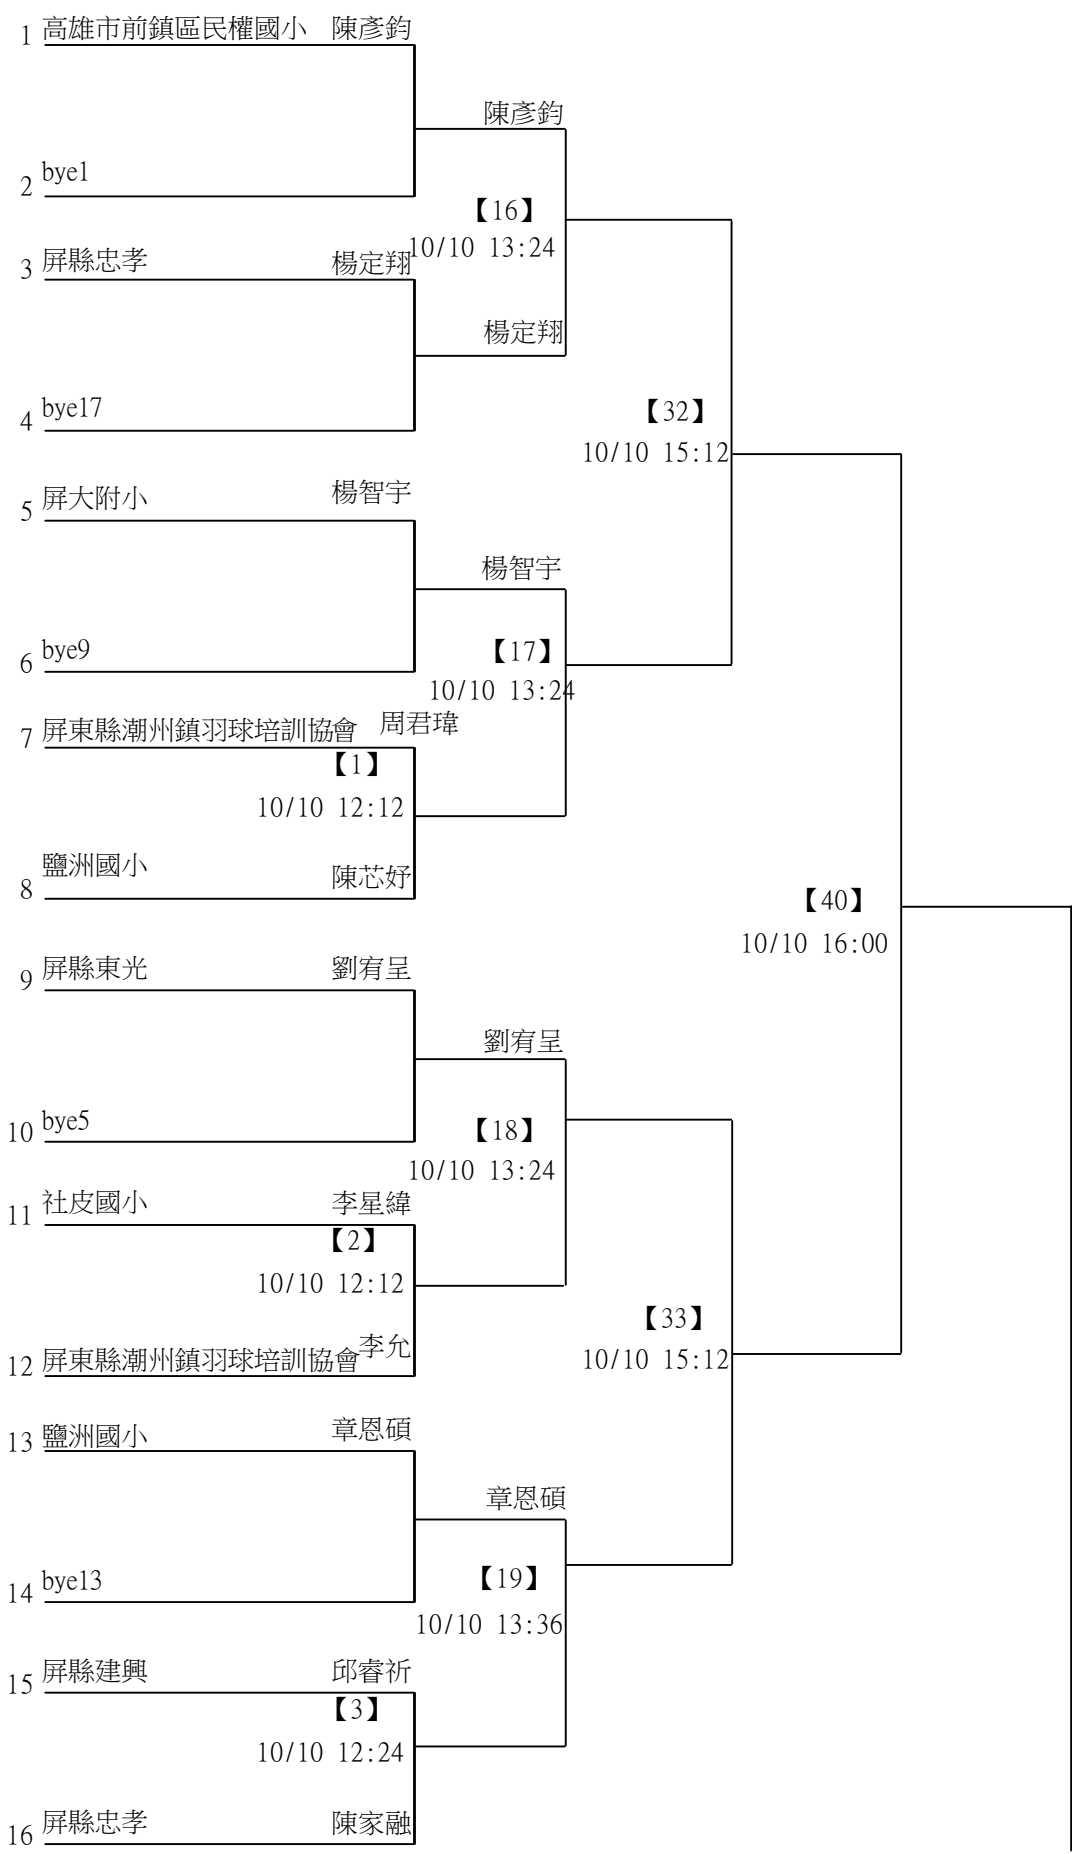 1 高雄市前鎮區民權國小 陳彥鈞
陳彥鈞
2 bye1
【16】
10/10 13:24
3 屏縣忠孝 楊定翔
楊定翔
4 bye17
【32】
10/10 15:12
5 屏大附小 楊智宇
楊智宇
6 bye9
【17】
10/10 13:24
7 屏東縣潮州鎮羽球培訓協會 周君瑋
【1】
10/10 12:12
8 鹽洲國小 陳芯妤
【40】
10/10 16:00
9 屏縣東光 劉宥呈
劉宥呈
10 bye5
【18】
10/10 13:24
11 社皮國小 李星緯
【2】
10/10 12:12
【33】
10/10 15:12
12 屏東縣潮州鎮羽球培訓協會 李允
13 鹽洲國小 章恩碩
章恩碩
14 bye13
【19】
10/10 13:36
15 屏縣建興 邱睿祈
【3】
10/10 12:24
16 屏縣忠孝 陳家融